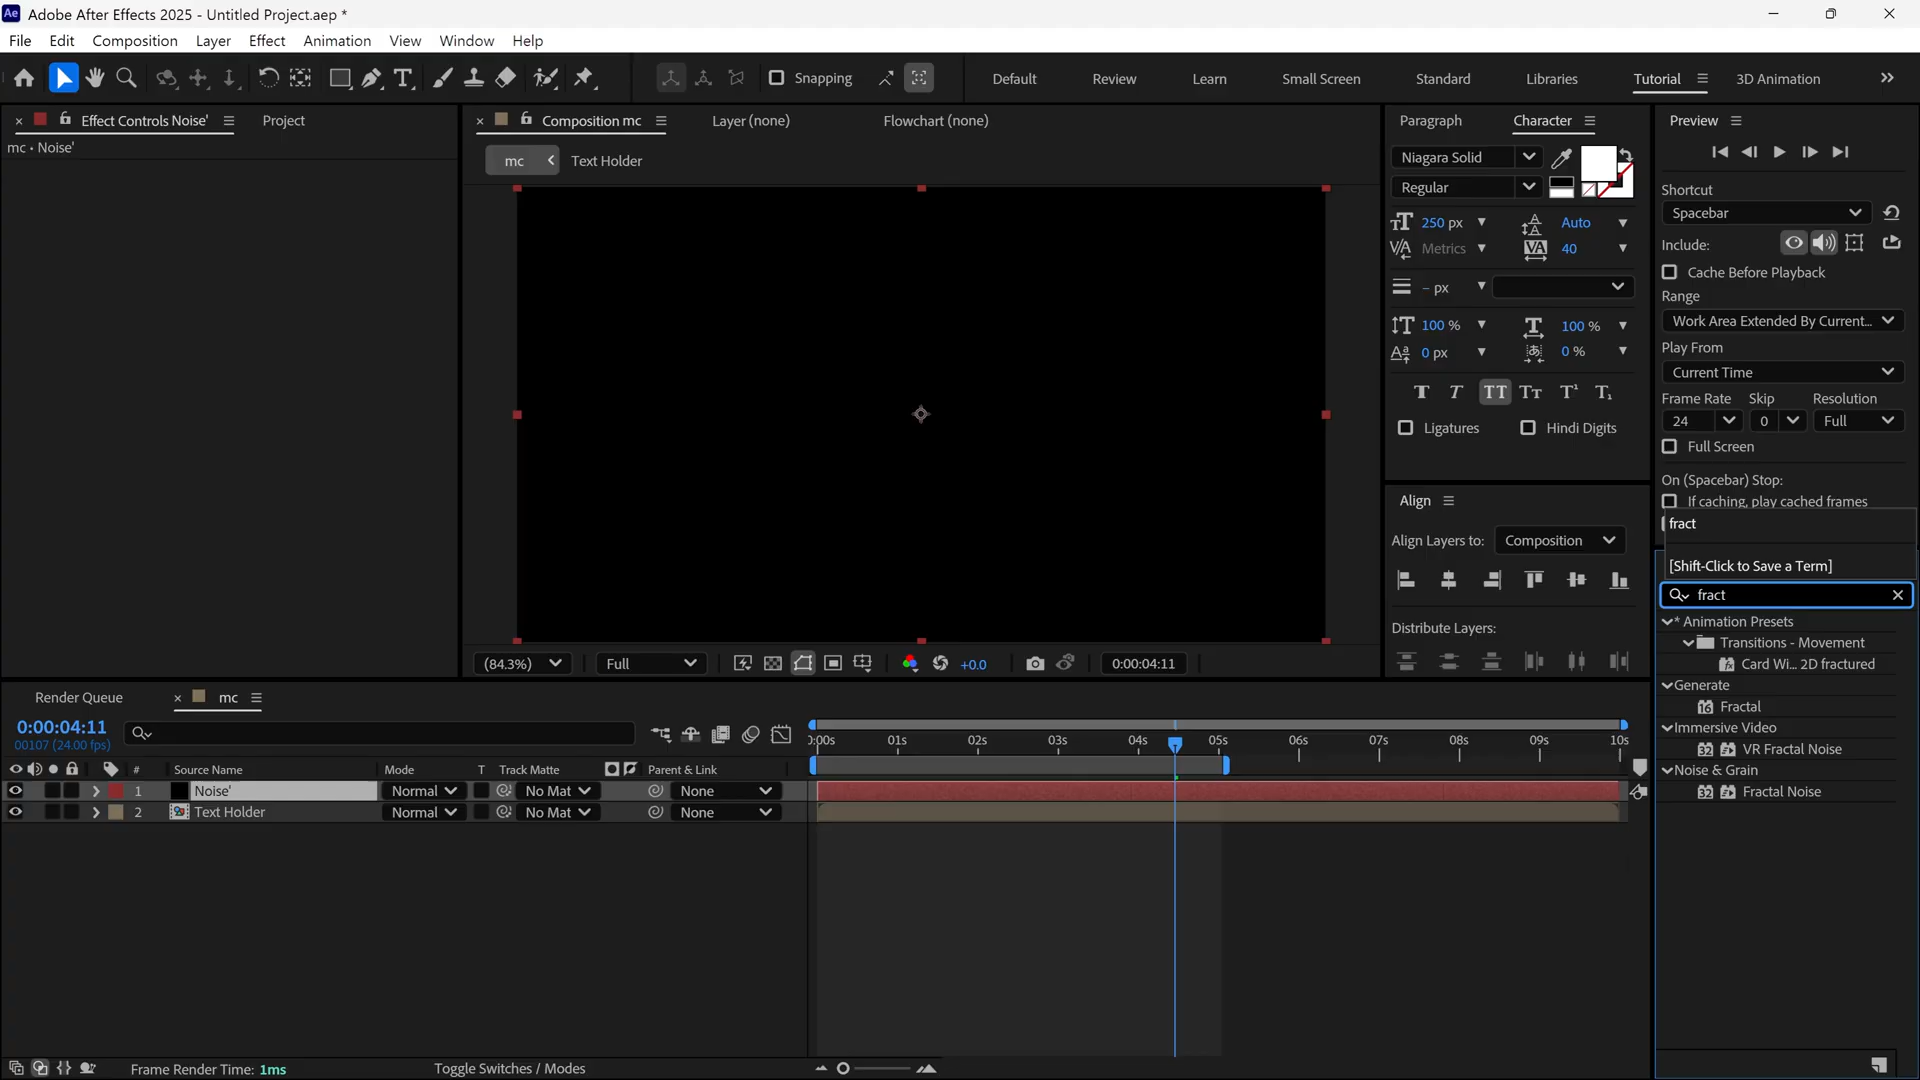 Ae Adobe After Effects 2025 - Untitled Project.aep *
File Edit Composition Layer Effect Animation View Window Help
Snapping Default Review Learn Small Screen Standard Libraries Tutorial 3D Animation
Effect Controls Noise' Project
mc • Noise'
Composition mc Layer (none) Flowchart (none)
mc Text Holder
Paragraph Character
Niagara Solid
Regular
250 px Auto
Metrics 40
– px
100 % 100 %
0 px 0 %
Ligatures Hindi Digits
Align
Align Layers to: Composition
Distribute Layers:
Preview
Shortcut
Spacebar
Include:
Cache Before Playback
Range
Work Area Extended By Current...
Play From
Current Time
Frame Rate Skip Resolution
24 0 Full
Full Screen
On (Spacebar) Stop:
If caching, play cached frames
fract
[Shift-Click to Save a Term]
fract
* Animation Presets
Transitions - Movement
Card Wi... 2D fractured
Generate
16 Fractal
Immersive Video
32 VR Fractal Noise
Noise & Grain
32 Fractal Noise
(84.3%) Full +0.0 0:00:04:11
Render Queue mc
0:00:04:11
00107 (24.00 fps)
0:00s 01s 02s 03s 04s 05s 06s 07s 08s 09s 10s
# Source Name Mode T Track Matte Parent & Link
1 Noise' Normal No Mat None
2 Text Holder Normal No Mat None
Frame Render Time: 1ms Toggle Switches / Modes